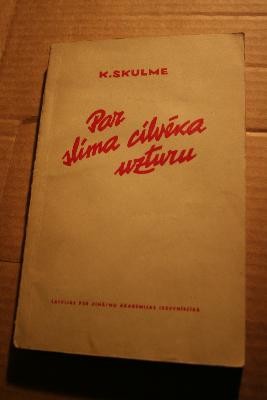 K. SKULME
Par
slima cilvēka
uzturu
LATVIJAS PSR ZINĀTŅU AKADĒMIJAS IZDEVNIECĪBA